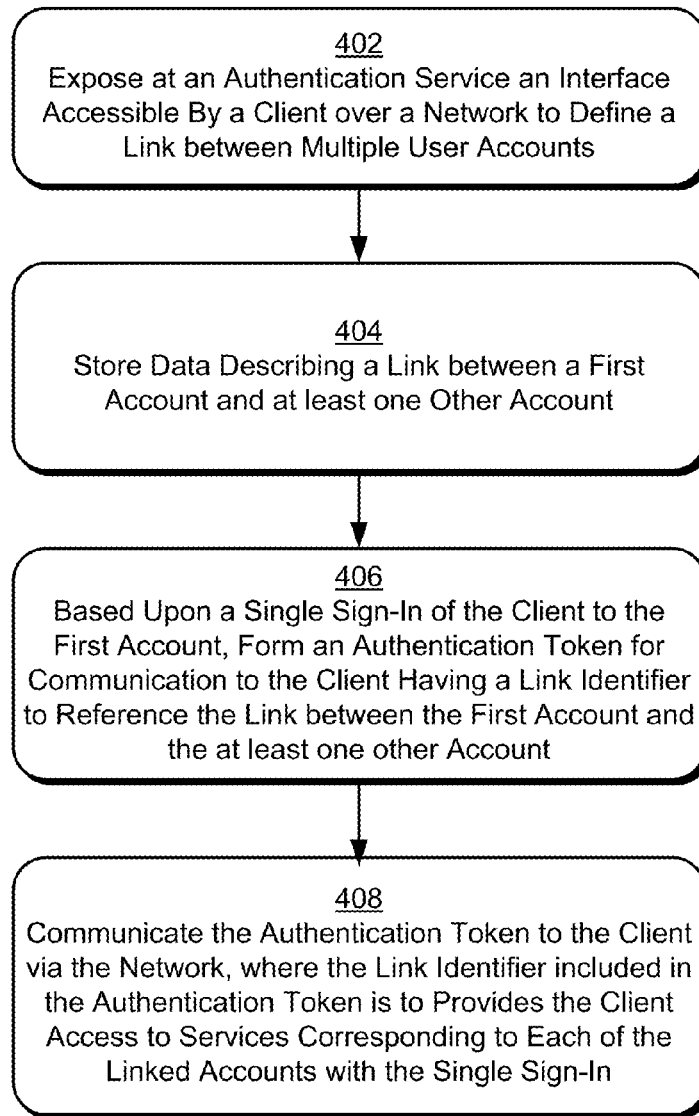 402
Expose at an Authentication Service an Interface
Accessible By a Client over a Network to Define a
Link between Multiple User Accounts
404
Store Data Describing a Link between a First
Account and at least one Other Account
406
Based Upon a Single Sign-In of the Client to the
First Account, Form an Authentication Token for
Communication to the Client Having a Link Identifier
to Reference the Link between the First Account and
the at least one other Account
408
Communicate the Authentication Token to the Client
via the Network, where the Link Identifier included in
the Authentication Token is to Provides the Client
Access to Services Corresponding to Each of the
Linked Accounts with the Single Sign-In